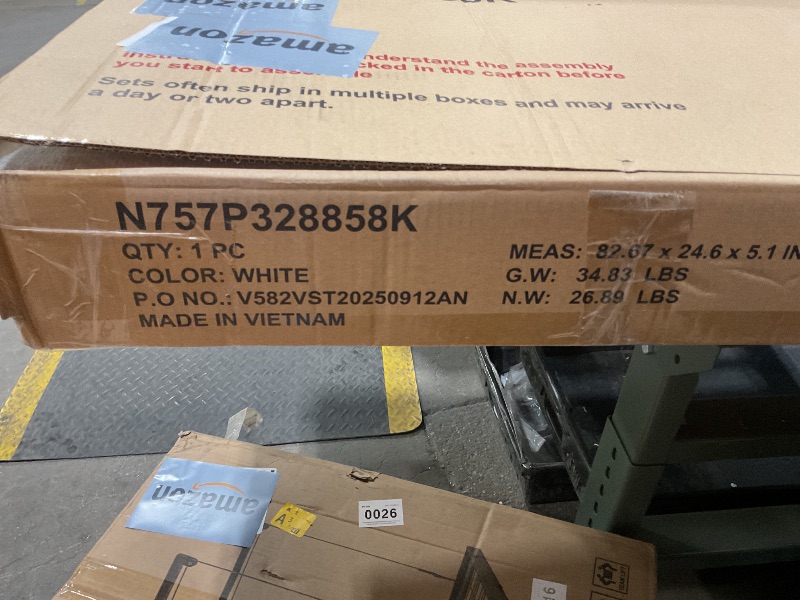 amazon
understand the assembly
you start to in the carton before
Sets often ship in multiple boxes and may arrive
a day or two apart.
N757P328858K
QTY: 1 PC
COLOR: WHITE
P.O NO.: V582VST20250912AN
MADE IN VIETNAM
MEAS: 82.67 x 24.6 x 5.1 IN
G.W: 34.83 LBS
N.W: 26.89 LBS
amazon
A
0026
TEAM LIFT